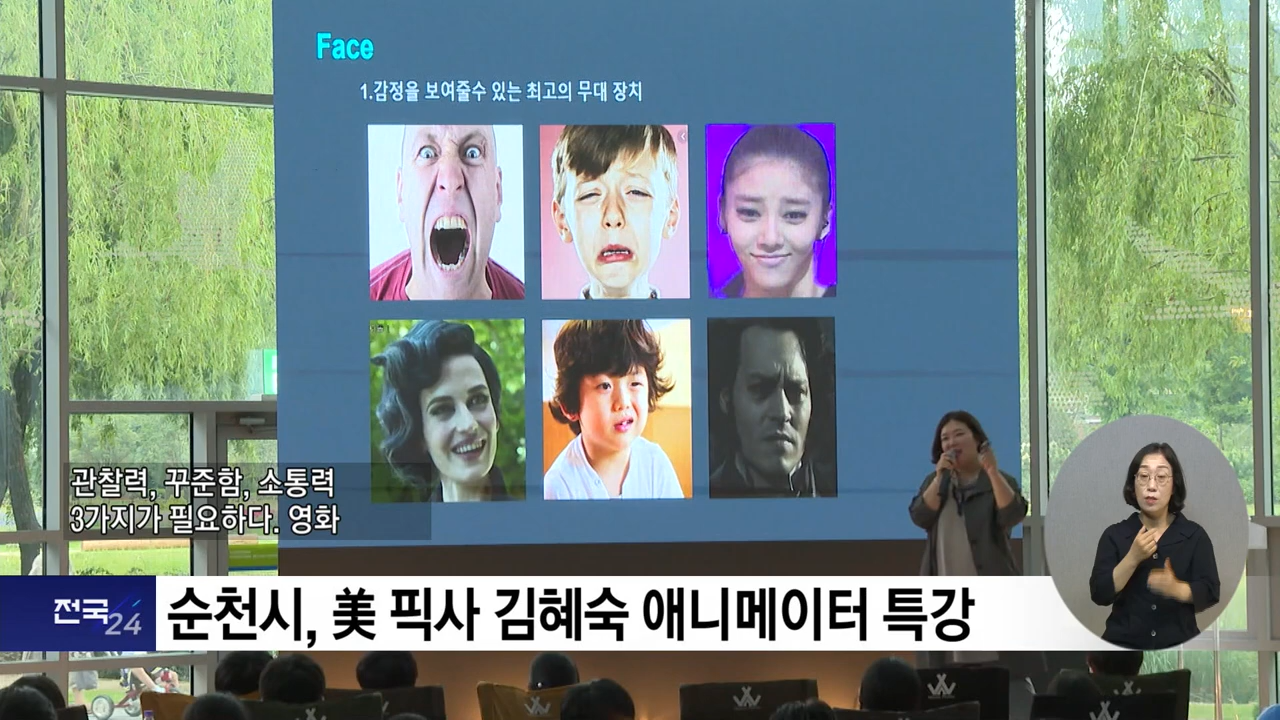 Face
1.감정을 보여줄수 있는 최고의 무대 장치
관찰력, 꾸준함, 소통력
3가지가 필요하다. 영화
전국24
순천시, 美 픽사 김혜숙 애니메이터 특강